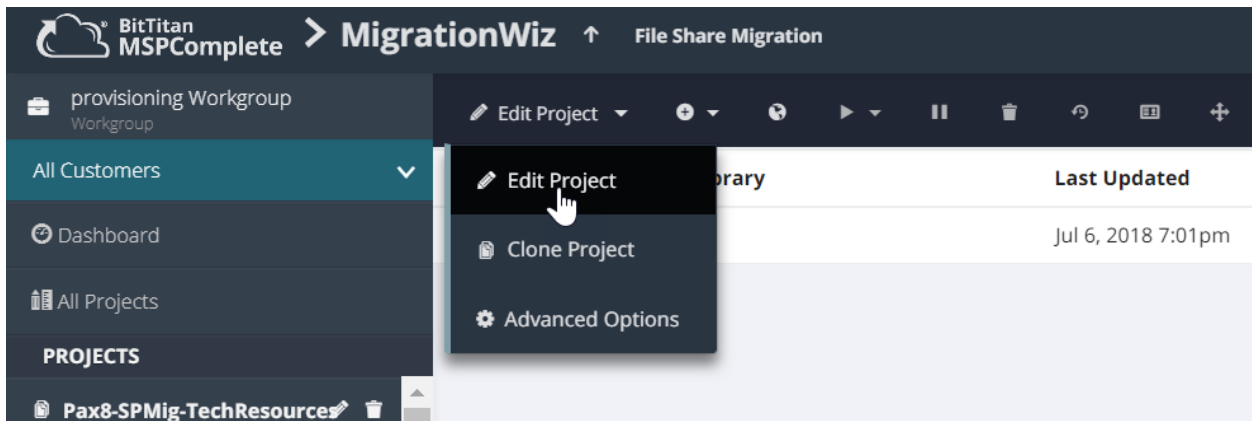 BitTitan
MSPComplete
MigrationWiz
File Share Migration
provisioning Workgroup
Workgroup
Edit Project
All Customers
Edit Project
Last Updated
Dashboard
Jul 6, 2018 7:01pm
Clone Project
All Projects
Advanced Options
PROJECTS
Pax8-SPMig-TechResources